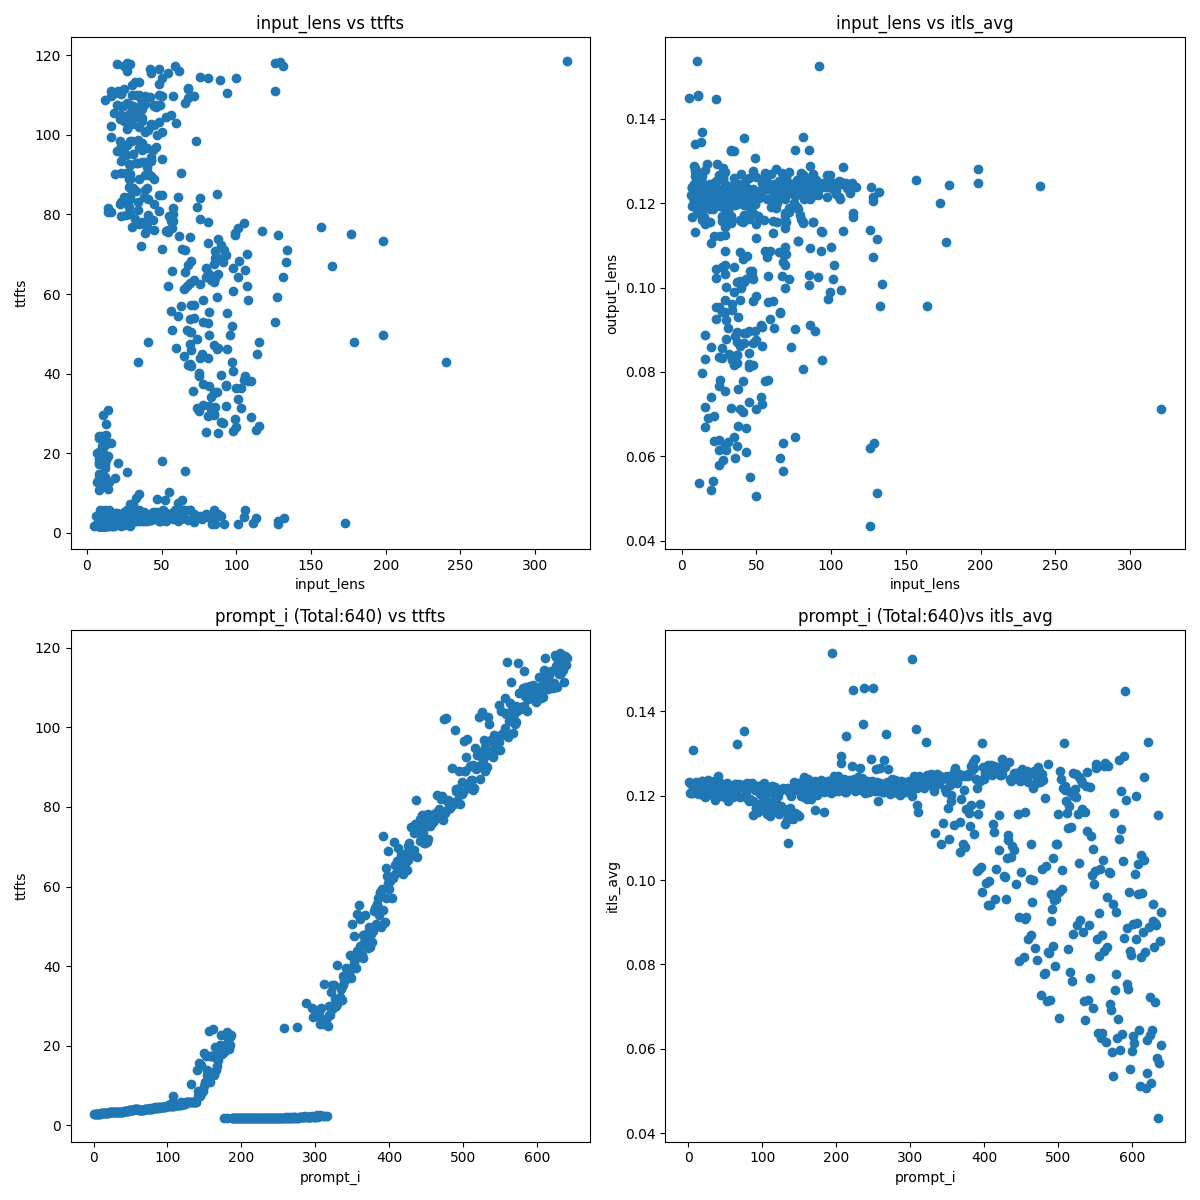 input_lens vs ttfts
120
100
80
60
40
20
0
ttfts
0 50 100 150 200 250 300
input_lens
input_lens vs itls_avg
0.14
0.12
0.10
0.08
0.06
0.04
output_lens
0 50 100 150 200 250 300
input_lens
prompt_i (Total:640) vs ttfts
120
100
80
60
40
20
0
ttfts
0 100 200 300 400 500 600
prompt_i
prompt_i (Total:640)vs itls_avg
0.14
0.12
0.10
0.08
0.06
0.04
itls_avg
0 100 200 300 400 500 600
prompt_i